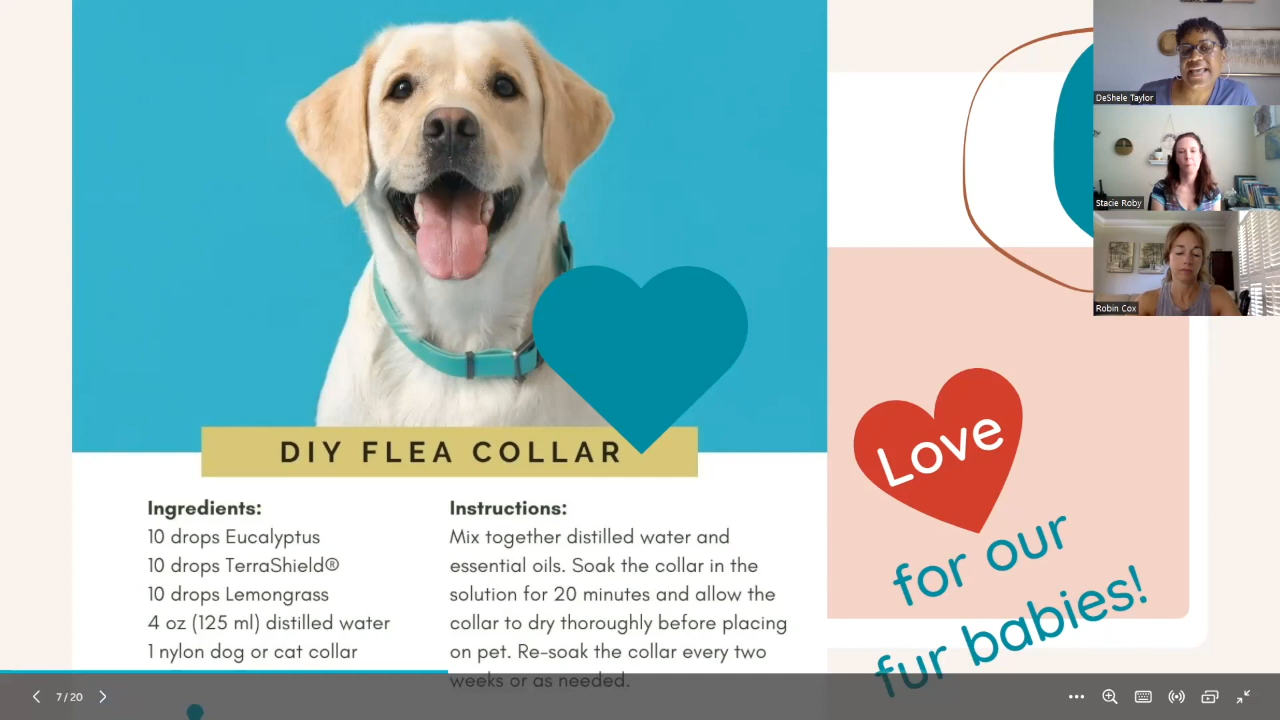 DIY FLEA COLLAR
Ingredients:
10 drops Eucalyptus
10 drops TerraShield®
10 drops Lemongrass
4 oz (125 ml) distilled water
1 nylon dog or cat collar
Instructions:
Mix together distilled water and
essential oils. Soak the collar in the
solution for 20 minutes and allow the
collar to dry thoroughly before placing
on pet. Re-soak the collar every two
weeks or as needed.
Love
for our
fur babies!
DeShele Taylor
Stacie Roby
Robin Cox
7 / 20